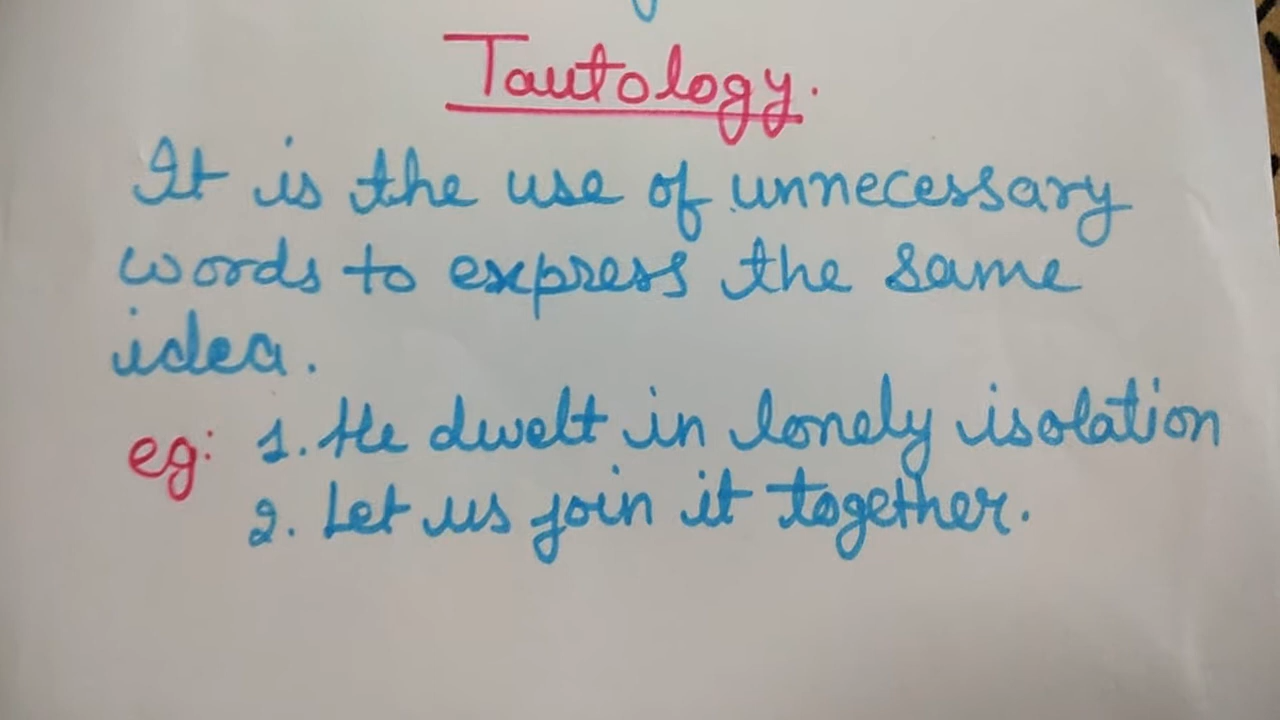 Tautology.
It is the use of unnecessary
words to express the same
idea.
eg: 1. He dwelt in lonely isolation
2. Let us join it together.